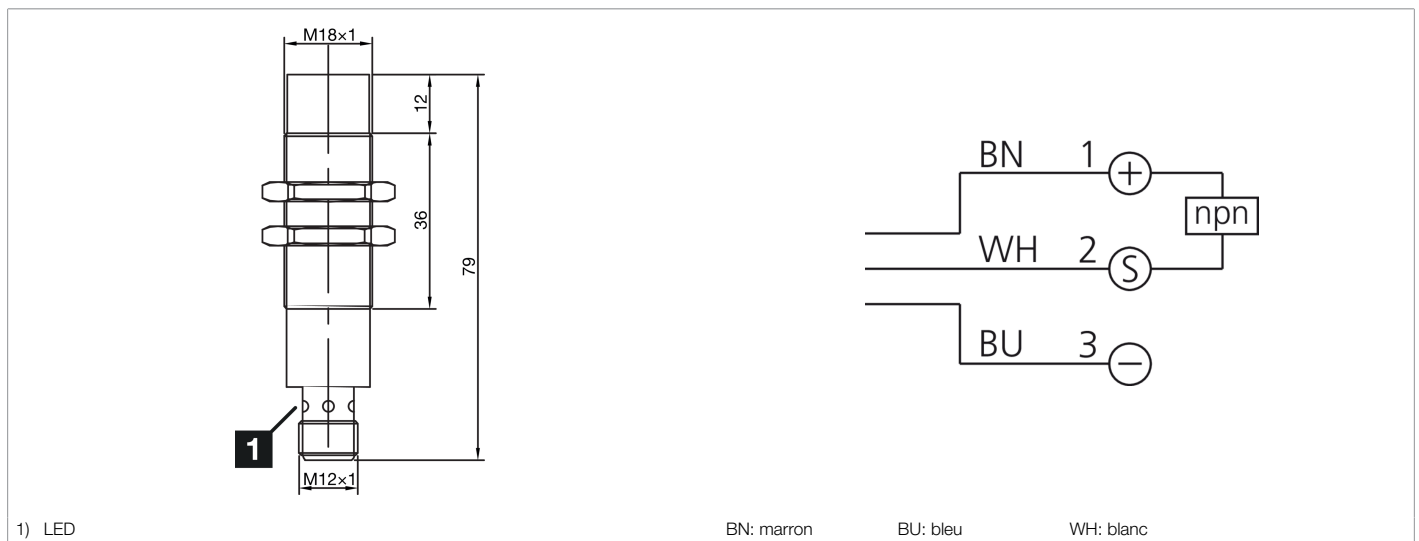 M18×1
12
36
79
1
M12×1
BN 1 +
npn
WH 2 S
BU 3 −
1) LED
BN: marron BU: bleu WH: blanc